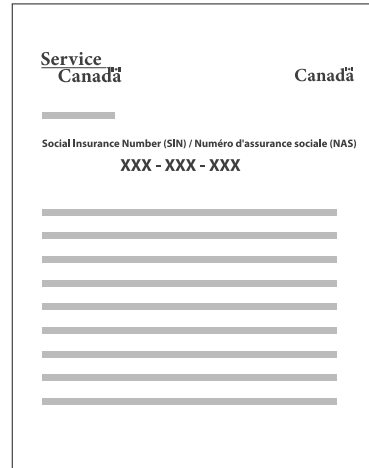 Service
Canada Canada
Social Insurance Number (SIN) / Numéro d'assurance sociale (NAS)
XXX - XXX - XXX